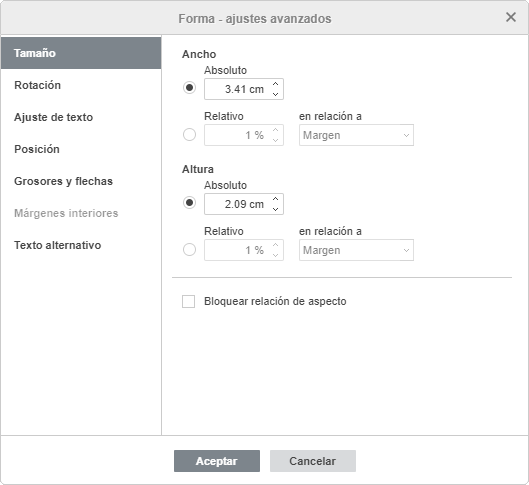 Forma - ajustes avanzados
Tamaño
Rotación
Ajuste de texto
Posición
Grosores y flechas
Márgenes interiores
Texto alternativo
Ancho
Absoluto
3.41 cm
Relativo en relación a
1 % Margen
Altura
Absoluto
2.09 cm
Relativo en relación a
1 % Margen
Bloquear relación de aspecto
Aceptar Cancelar